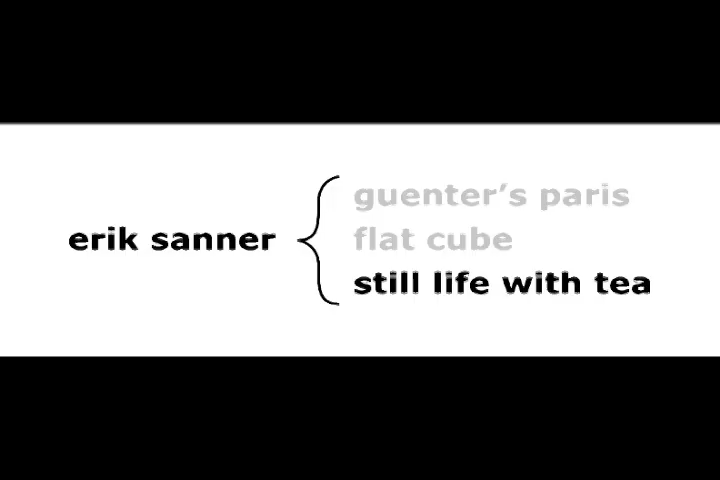 erik sanner
guenter's paris
flat cube
still life with tea